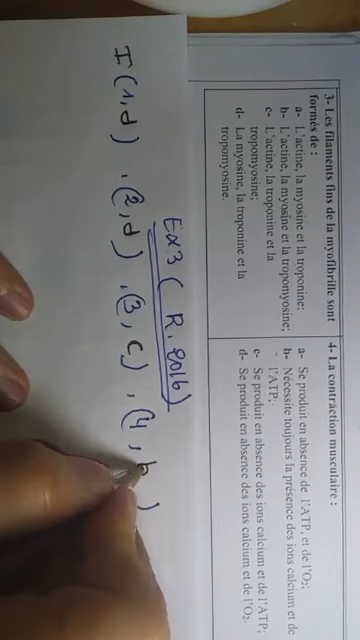 3- Les filaments fins de la myofibrille sont
formés de :
a- L'actine, la myosine et la troponine;
b- L'actine, la myosine et la tropomyosine;
c- L'actine, la troponine et la
tropomyosine;
d- La myosine, la troponine et la
tropomyosine.
4- La contraction musculaire :
a- Se produit en absence de l'ATP, et de l'O2;
b- Nécessite toujours la présence des ions calcium et de
l'ATP;
c- Se produit en absence des ions calcium et de l'ATP;
d- Se produit en absence des ions calcium et de l'O2.
Ex3 ( R. 2016)
I (1,d) . (2,d) . (3, c) , (4, b )